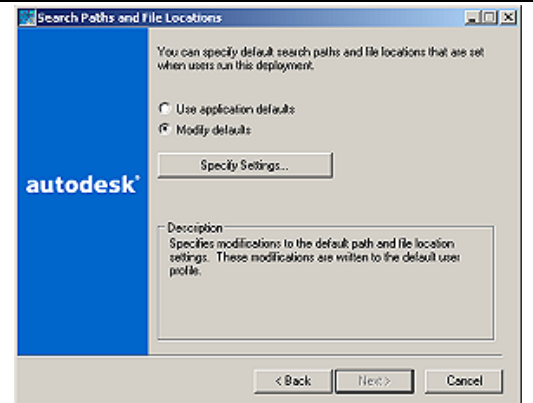 Search Paths and File Locations
You can specify default search paths and file locations that are set
when users run this deployment.
Use application defaults
Modify defaults
Specify Settings...
autodesk®
Description
Specifies modifications to the default path and file location
settings. These modifications are written to the default user
profile.
< Back
Next >
Cancel